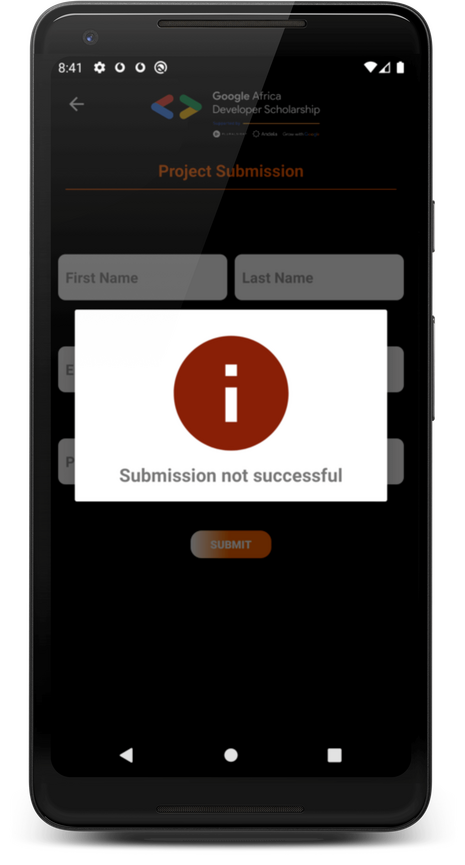 8:41
Google Africa
Developer Scholarship
Project Submission
First Name Last Name
E
P
Submission not successful
SUBMIT